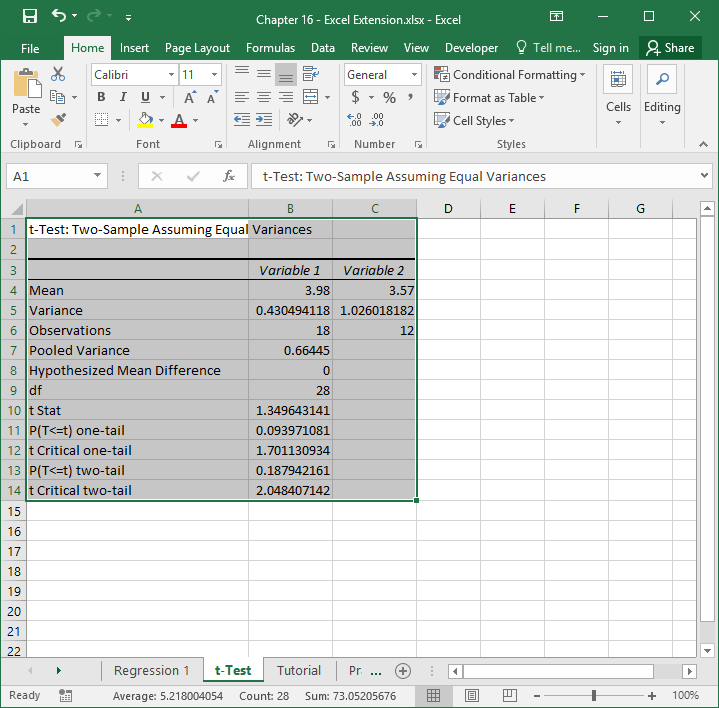 Chapter 16 - Excel Extension.xlsx - Excel
File Home Insert Page Layout Formulas Data Review View Developer Tell me... Sign in Share
Paste
Clipboard
Calibri 11
B I U A A
A
Font
Alignment
General
$ % ,
.0 .00
Number
Conditional Formatting
Format as Table
Cell Styles
Styles
Cells
Editing
A1 fx t-Test: Two-Sample Assuming Equal Variances
A B C D E F G
1 t-Test: Two-Sample Assuming Equal Variances
2
3 Variable 1 Variable 2
4 Mean 3.98 3.57
5 Variance 0.430494118 1.026018182
6 Observations 18 12
7 Pooled Variance 0.66445
8 Hypothesized Mean Difference 0
9 df 28
10 t Stat 1.349643141
11 P(T<=t) one-tail 0.093971081
12 t Critical one-tail 1.701130934
13 P(T<=t) two-tail 0.187942161
14 t Critical two-tail 2.048407142
15
16
17
18
19
20
21
22
Regression 1 t-Test Tutorial Pr ...
Ready Average: 5.218004054 Count: 28 Sum: 73.05205676 100%